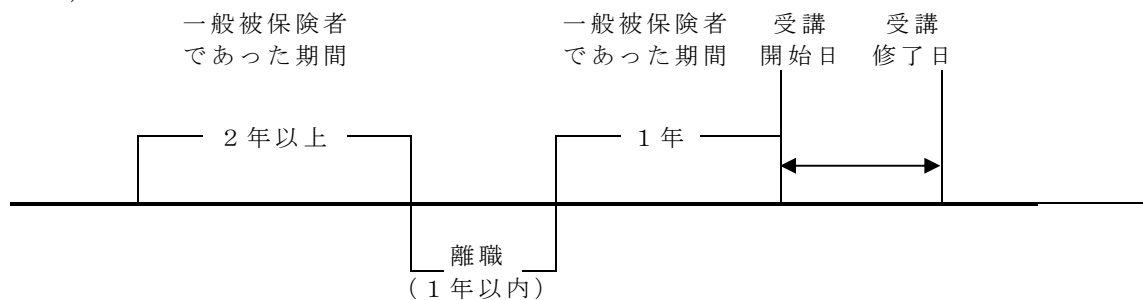 一般被保険者
であった期間
一般被保険者
であった期間
受講
開始日
受講
修了日
2年以上
1年
離職
(1年以内)